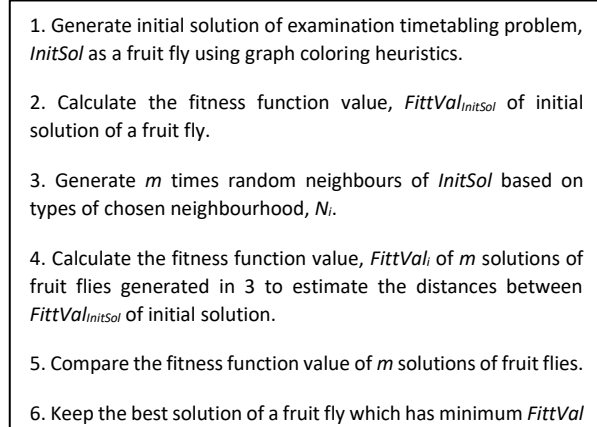 1. Generate initial solution of examination timetabling problem,
InitSol as a fruit fly using graph coloring heuristics.
2. Calculate the fitness function value, FittValInitSol of initial
solution of a fruit fly.
3. Generate m times random neighbours of InitSol based on
types of chosen neighbourhood, Ni.
4. Calculate the fitness function value, FittVali of m solutions of
fruit flies generated in 3 to estimate the distances between
FittValInitSol of initial solution.
5. Compare the fitness function value of m solutions of fruit flies.
6. Keep the best solution of a fruit fly which has minimum FittVal